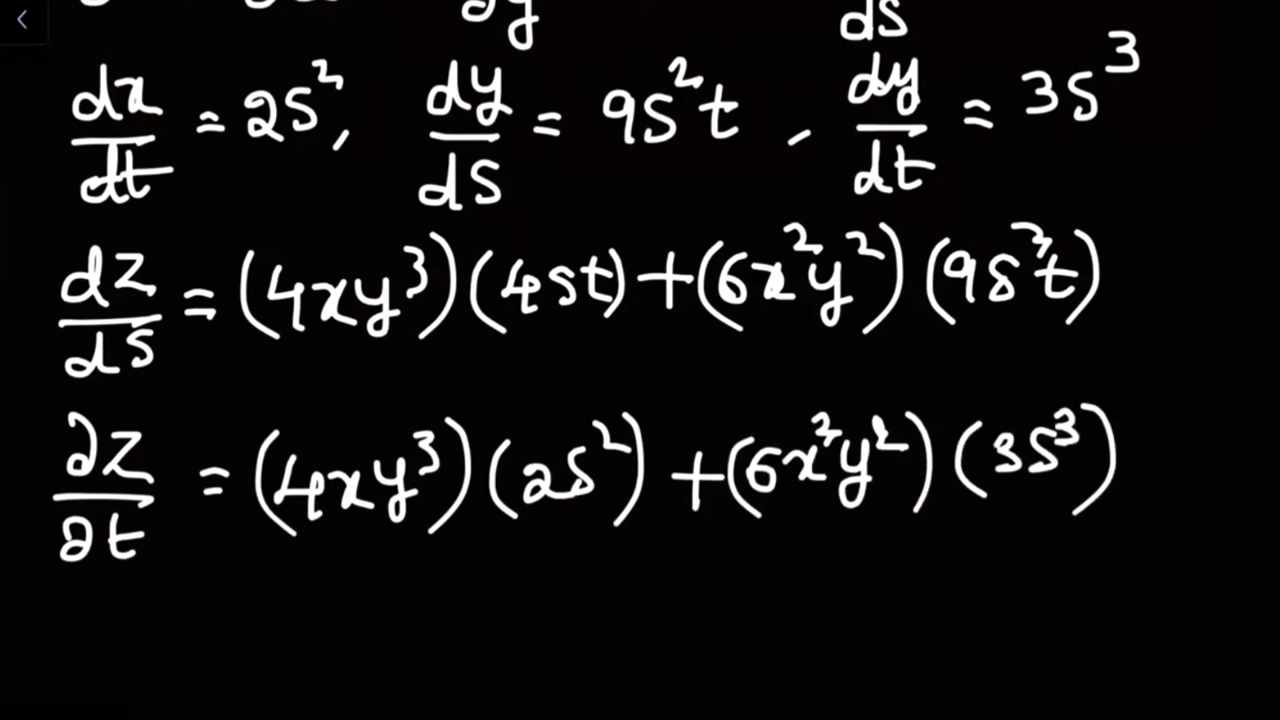 ∂y ds
dx/dt = 2s², dy/ds = 9s²t, dy/dt = 3s³
dz/ds = (4xy³)(4st)+(6x²y²)(9s²t)
∂z/∂t = (4xy³)(2s²)+(6x²y²)(3s³)